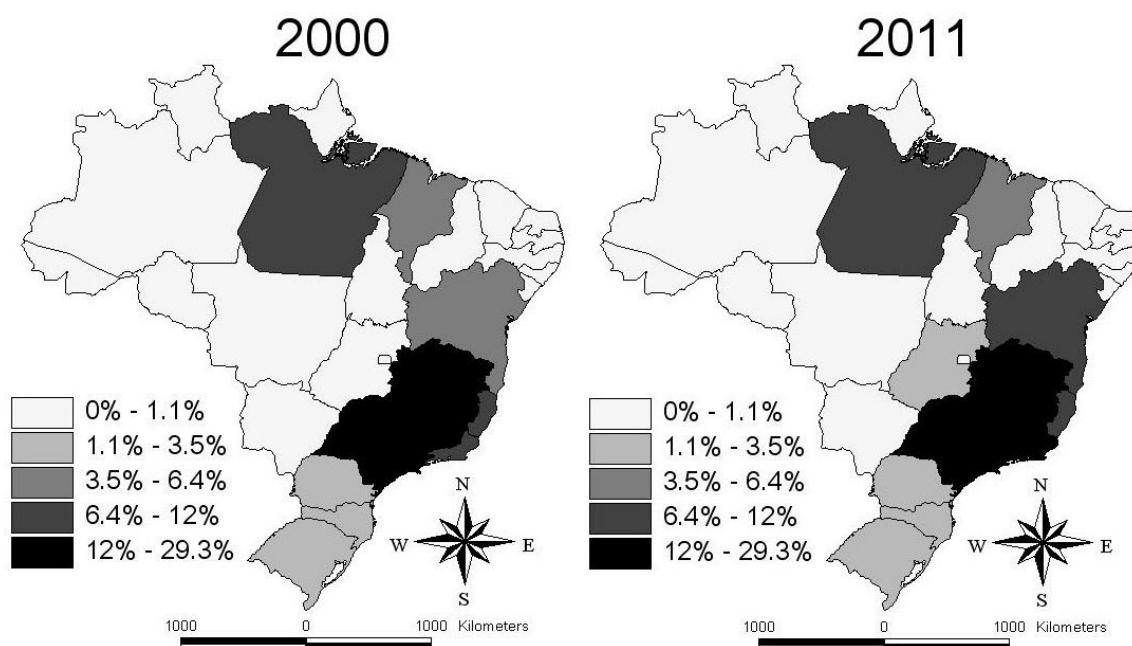 2000
0% - 1.1%
1.1% - 3.5%
3.5% - 6.4%
6.4% - 12%
12% - 29.3%
N
W E
S
1000 0 1000 Kilometers
2011
0% - 1.1%
1.1% - 3.5%
3.5% - 6.4%
6.4% - 12%
12% - 29.3%
N
W E
S
1000 0 1000 Kilometers